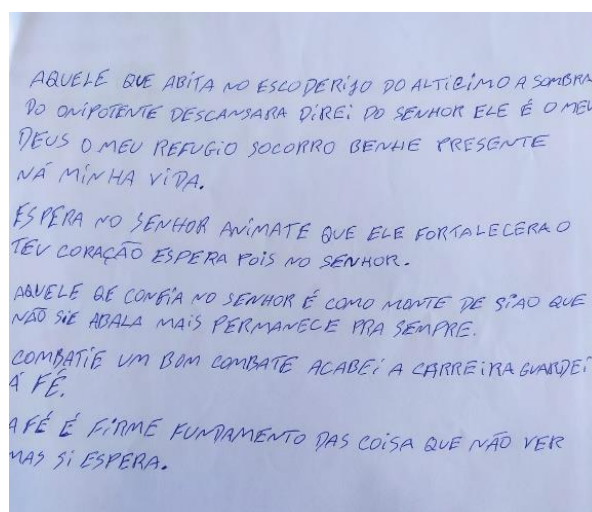 AQUELE QUE ABITA NO ESCODERIJO DO ALTICIMO A SOMBRA
DO ONIPOTENTE DESCANSARA DIREI DO SENHOR ELE É O MEU
DEUS O MEU REFUGIO SOCORRO BENHE PRESENTE
NÁ MINHA VIDA.
ESPERA NO SENHOR ANIMATE QUE ELE FORTALECERA O
TEU CORAÇÃO ESPERA POIS NO SENHOR.
AQUELE QE CONFIA NO SENHOR É COMO MONTE DE SIAO QUE
NÃO SIE ABALA MAIS PERMANECE PRA SEMPRE.
COMBATIE UM BOM COMBATE ACABEI A CARREIRA GUARDEI
Á FÉ.
A FÉ É FIRME FUNDAMENTO DAS COISA QUE NÃO VER
MAS SI ESPERA.